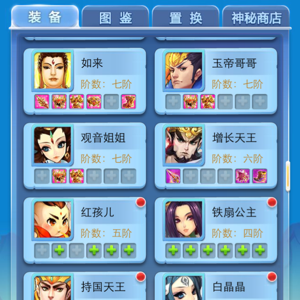 装备 图鉴 置换 神秘商店
如来
阶数：七阶
玉帝哥哥
阶数：七阶
观音姐姐
阶数：七阶
增长天王
阶数：六阶
红孩儿
阶数：五阶
铁扇公主
阶数：四阶
持国天王
白晶晶